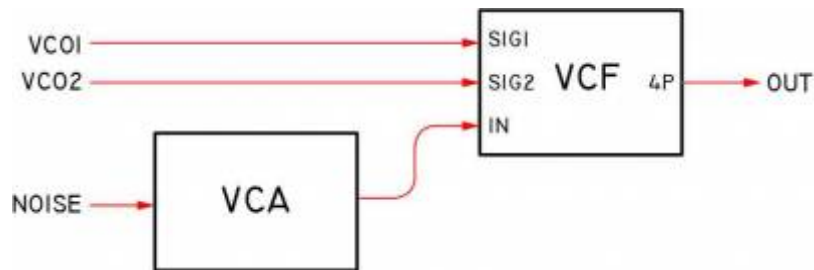 VCO1
VCO2
NOISE
VCA
SIG1
SIG2
IN
VCF
4P
OUT